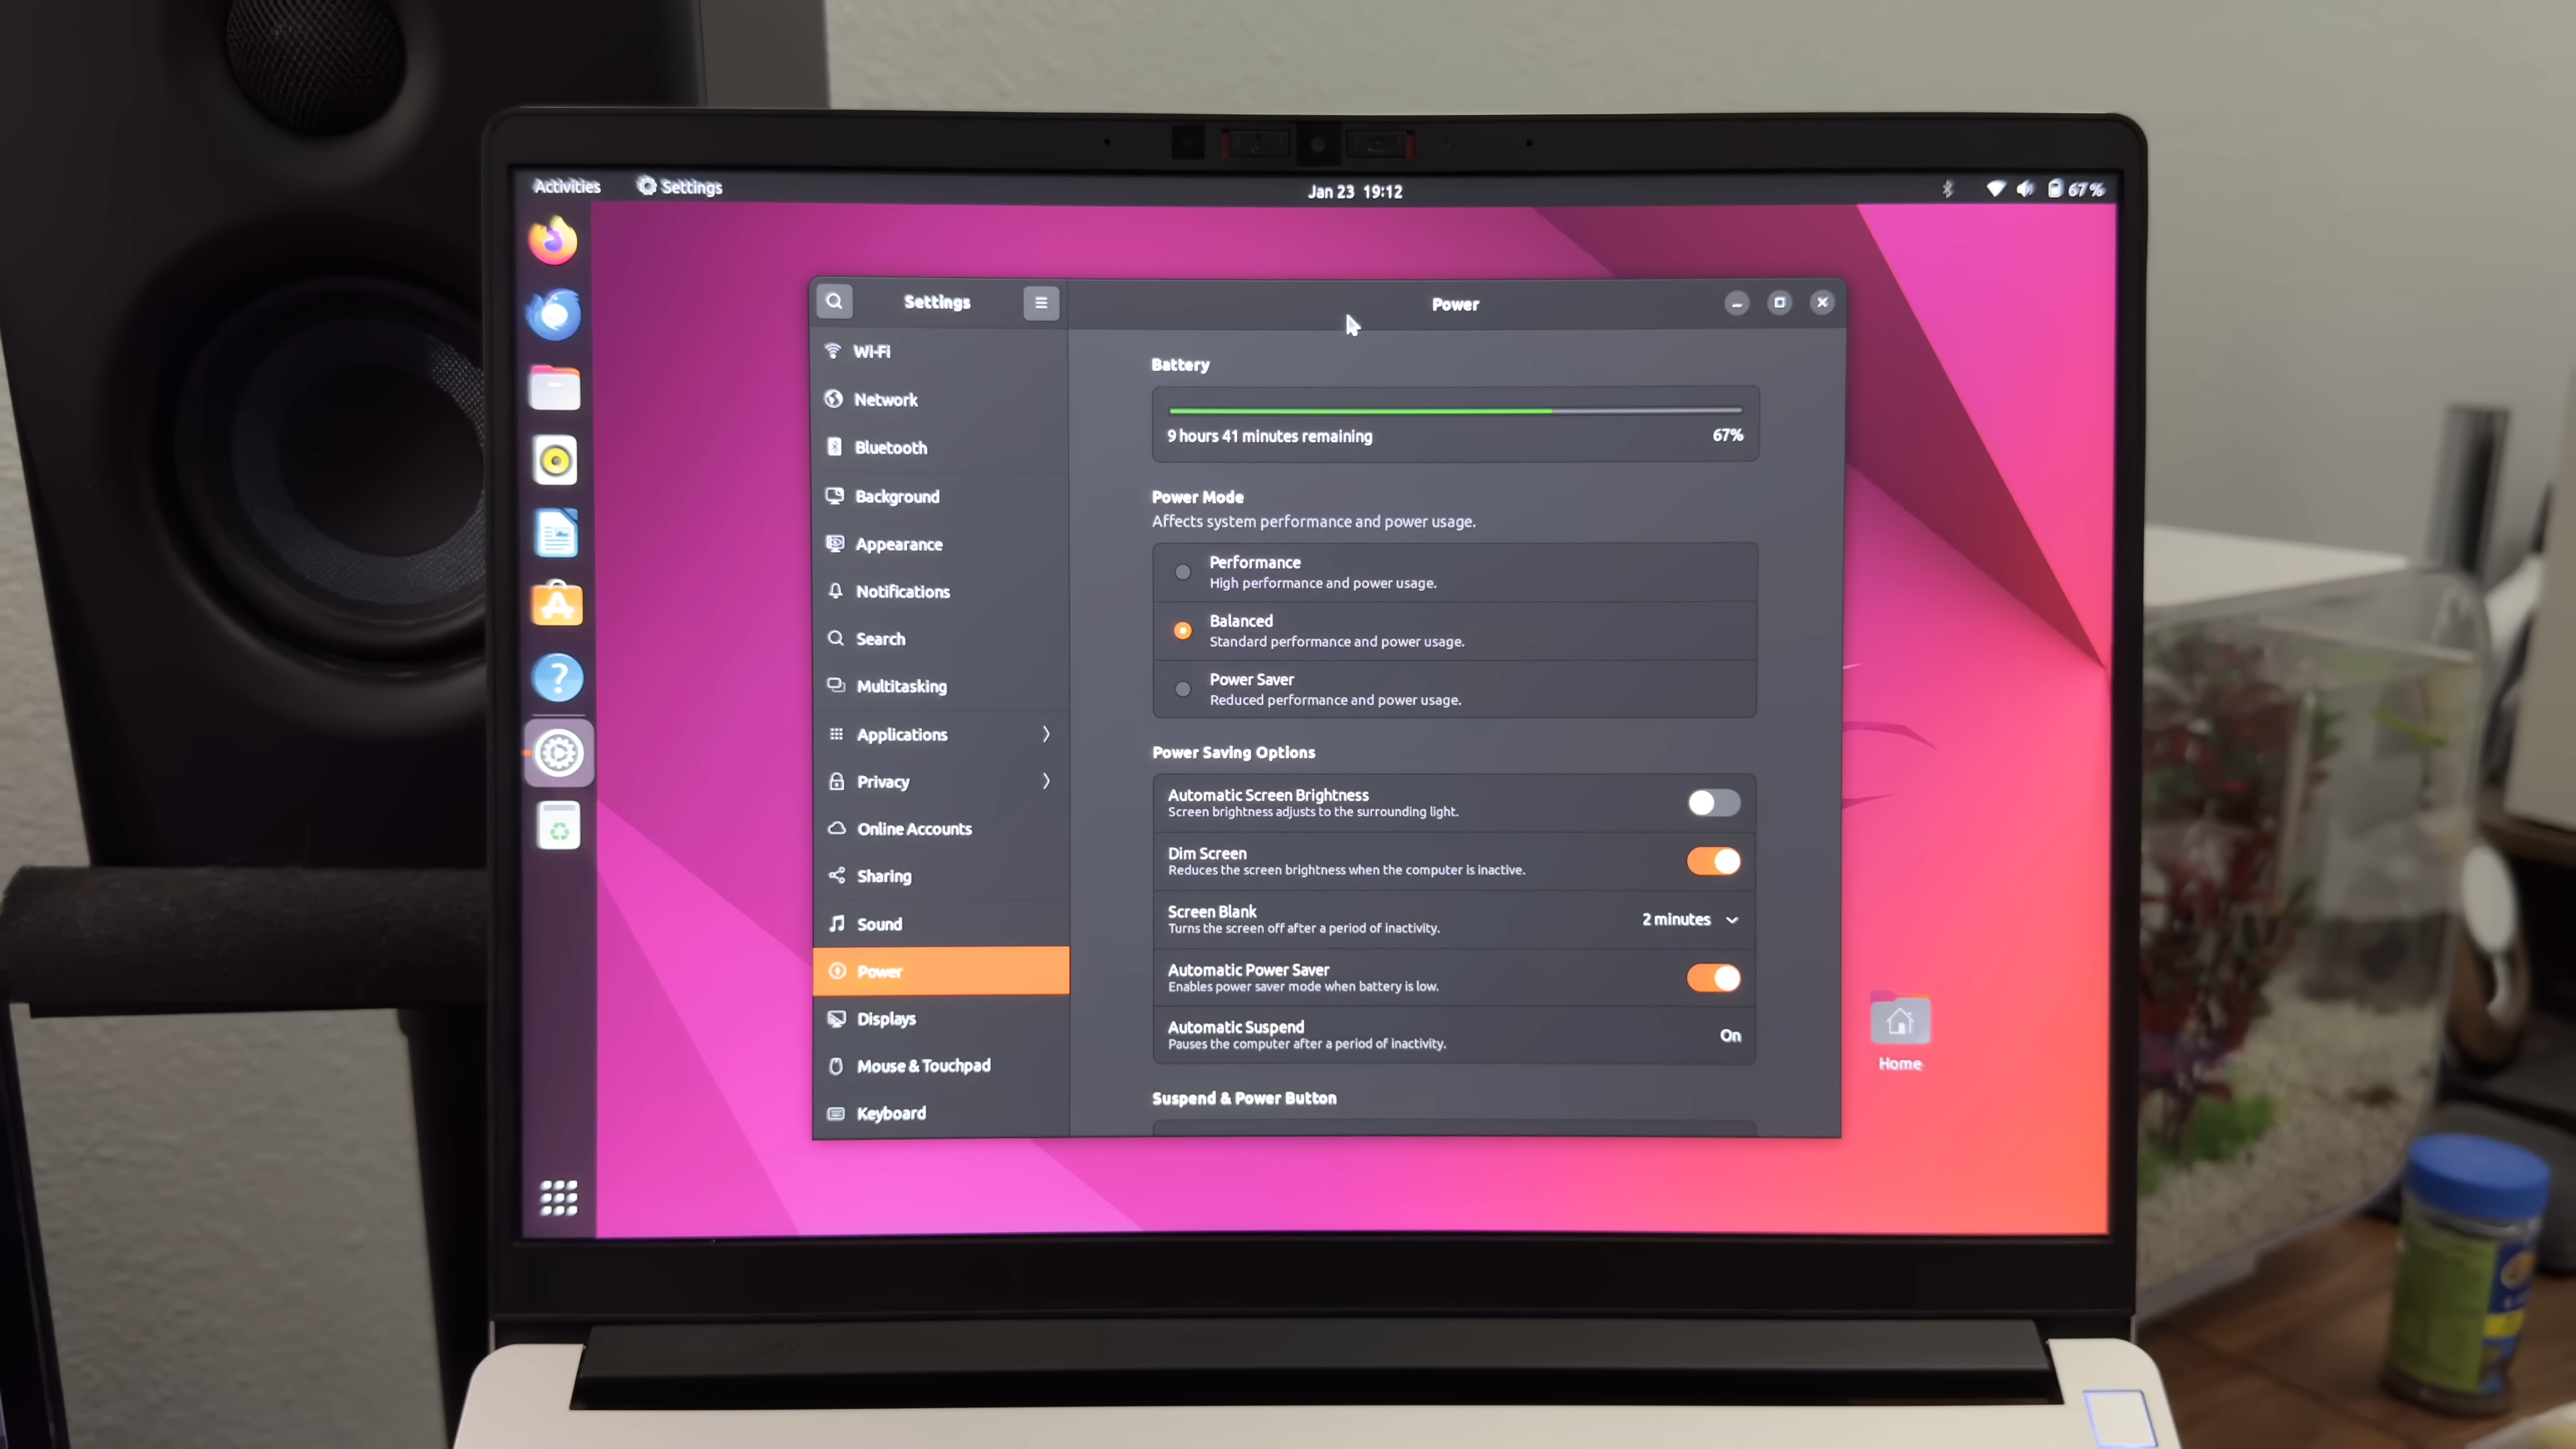 Activities
Settings
Jan 23 19:12
67 %
Settings
Power
Wi-Fi
Network
Bluetooth
Background
Appearance
Notifications
Search
Multitasking
Applications
Privacy
Online Accounts
Sharing
Sound
Power
Displays
Mouse & Touchpad
Keyboard
Battery
9 hours 41 minutes remaining
67%
Power Mode
Affects system performance and power usage.
Performance
High performance and power usage.
Balanced
Standard performance and power usage.
Power Saver
Reduced performance and power usage.
Power Saving Options
Automatic Screen Brightness
Screen brightness adjusts to the surrounding light.
Dim Screen
Reduces the screen brightness when the computer is inactive.
Screen Blank
Turns the screen off after a period of inactivity.
2 minutes
Automatic Power Saver
Enables power saver mode when battery is low.
Automatic Suspend
Pauses the computer after a period of inactivity.
On
Suspend & Power Button
Home